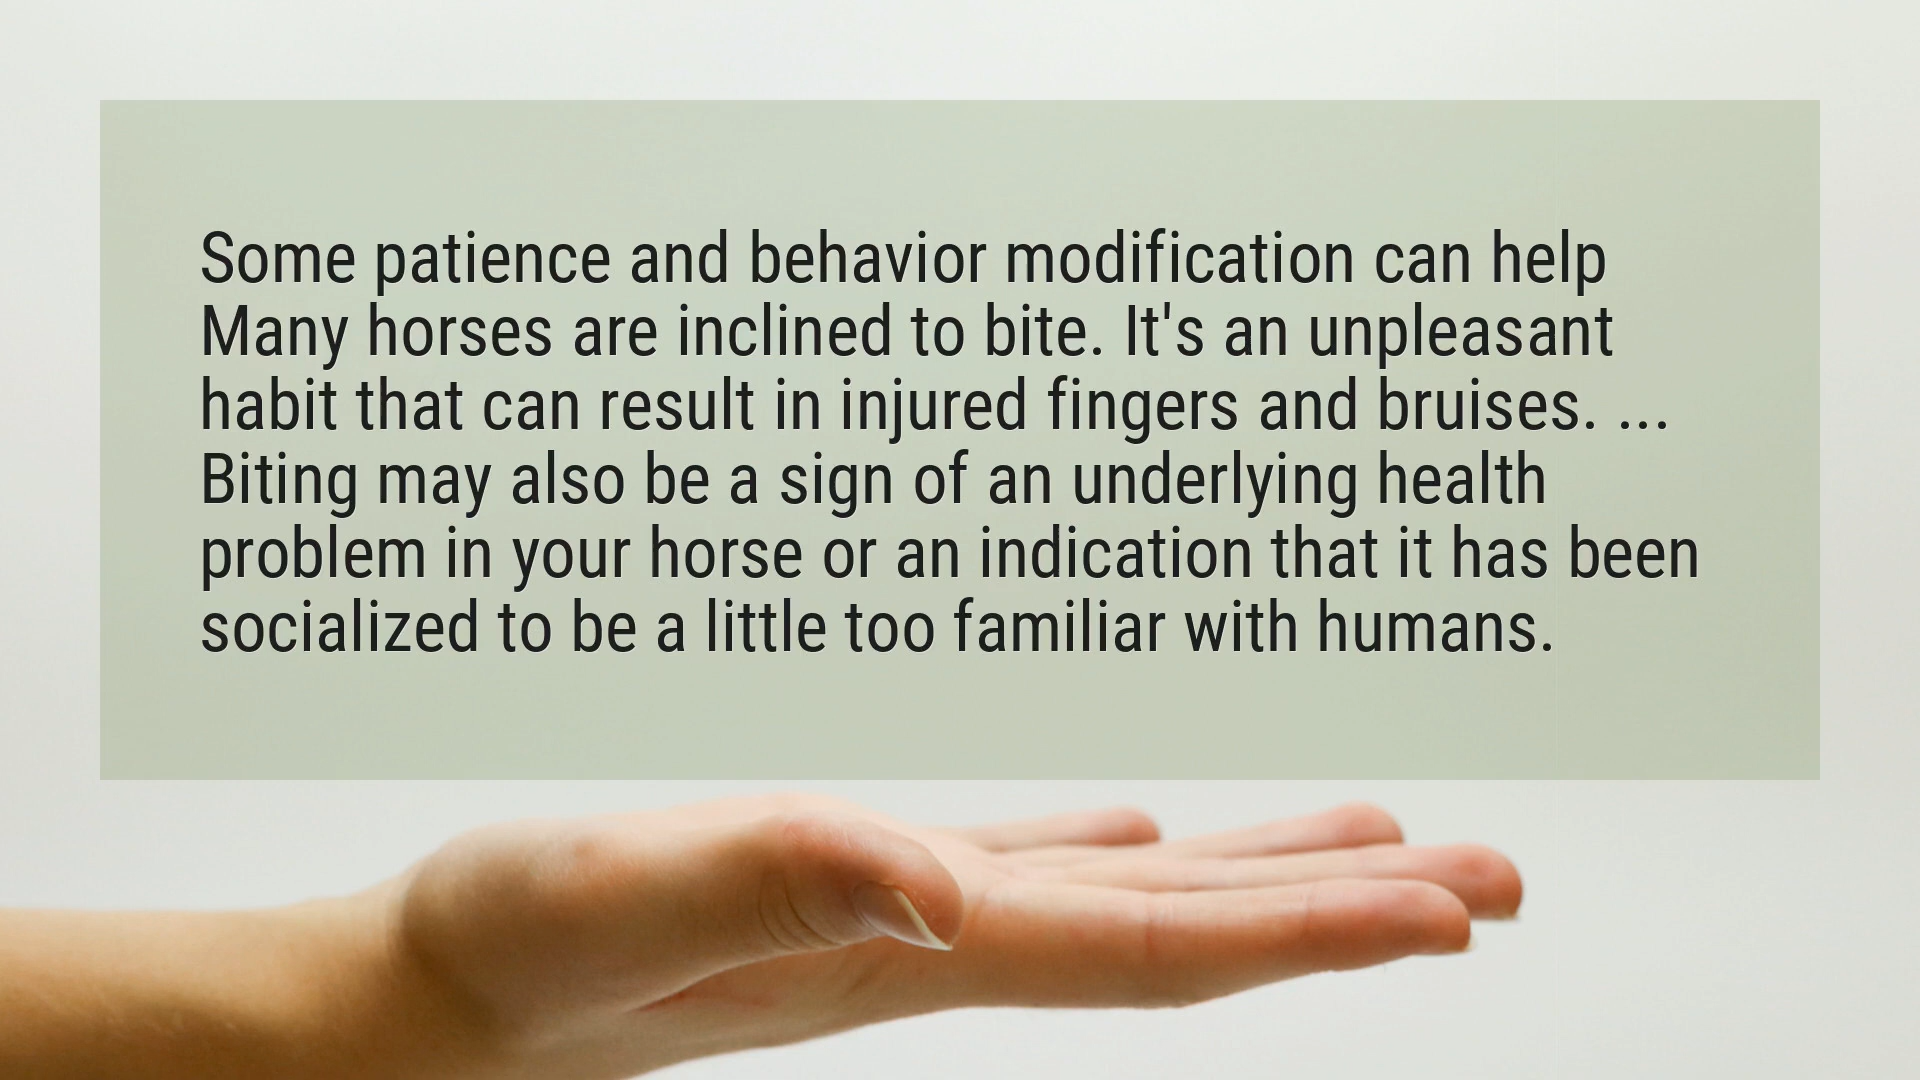 Some patience and behavior modification can help
Many horses are inclined to bite. It's an unpleasant
habit that can result in injured fingers and bruises. ...
Biting may also be a sign of an underlying health
problem in your horse or an indication that it has been
socialized to be a little too familiar with humans.